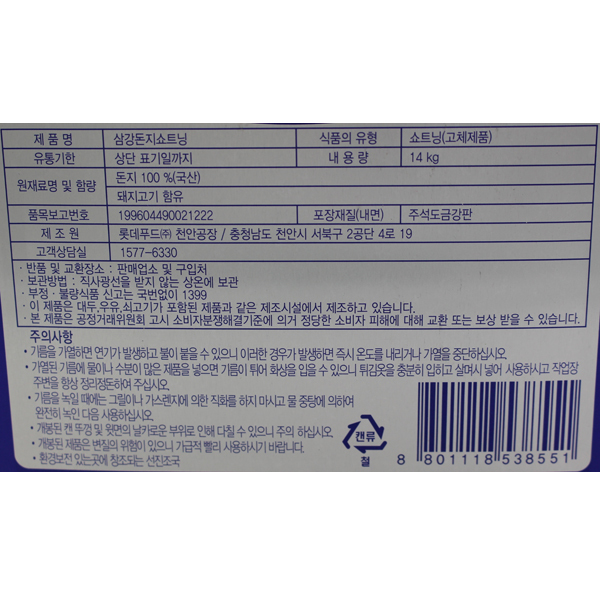 제 품 명 삼강돈지쇼트닝 식품의 유형 쇼트닝(고체제품)
유통기한 상단 표기일까지 내 용 량 14 kg
원재료명 및 함량 돈지 100 %(국산)
돼지고기 함유
품목보고번호 199604490021222 포장재질(내면) 주석도금강판
제 조 원 롯데푸드㈜ 천안공장 / 충청남도 천안시 서북구 2공단 4로 19
고객상담실 1577-6330
· 반품 및 교환장소 : 판매업소 및 구입처
· 보관방법 : 직사광선을 받지 않는 상온에 보관
· 부정 · 불량식품 신고는 국번없이 1399
· 이 제품은 대두,우유,쇠고기가 포함된 제품과 같은 제조시설에서 제조하고 있습니다.
· 본 제품은 공정거래위원회 고시 소비자분쟁해결기준에 의거 정당한 소비자 피해에 대해 교환 또는 보상 받을 수 있습니다.
주의사항
• 기름을 가열하면 연기가 발생하고 불이 붙을 수 있으니 이러한 경우가 발생하면 즉시 온도를 내리거나 가열을 중단하십시오.
• 가열된 기름에 물이나 수분이 많은 제품을 넣으면 기름이 튀어 화상을 입을 수 있으니 튀김옷을 충분히 입히고 살며시 넣어 사용하시고 작업장
주변을 항상 정리정돈하여 주십시오.
• 기름을 녹일 때에는 그릴이나 가스렌지에 의한 직화를 하지 마시고 물 중탕에 의하여
완전히 녹인 다음 사용하십시오.
• 개봉된 캔 뚜껑 및 윗면의 날카로운 부위로 인해 다칠 수 있으니 주의 하십시오.
• 개봉된 제품은 변질의 위험이 있으니 가급적 빨리 사용하시기 바랍니다.
• 환경보전 있는곳에 창조되는 선진조국
캔류
철
8 801118 538551